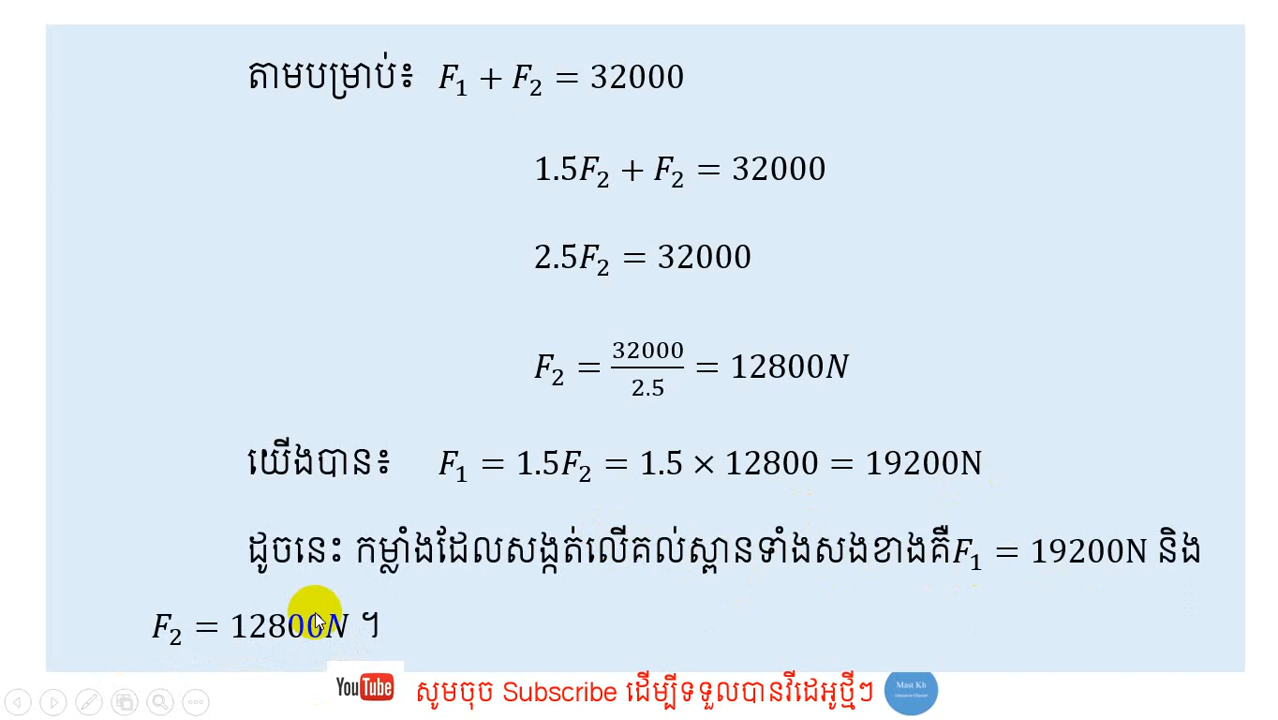 តាមបម្រាប់៖ F₁ + F₂ = 32000
1.5F₂ + F₂ = 32000
2.5F₂ = 32000
F₂ = 32000/2.5 = 12800N
យើងបាន៖ F₁ = 1.5F₂ = 1.5 × 12800 = 19200N
ដូចនេះ កម្លាំងដែលសង្កត់លើគល់ស្ពានទាំងសងខាងគឺF₁ = 19200N និង
F₂ = 12800N ។
YouTube សូមចុច Subscribe ដើម្បីទទួលបានវីដេអូថ្មីៗ Mast Kh